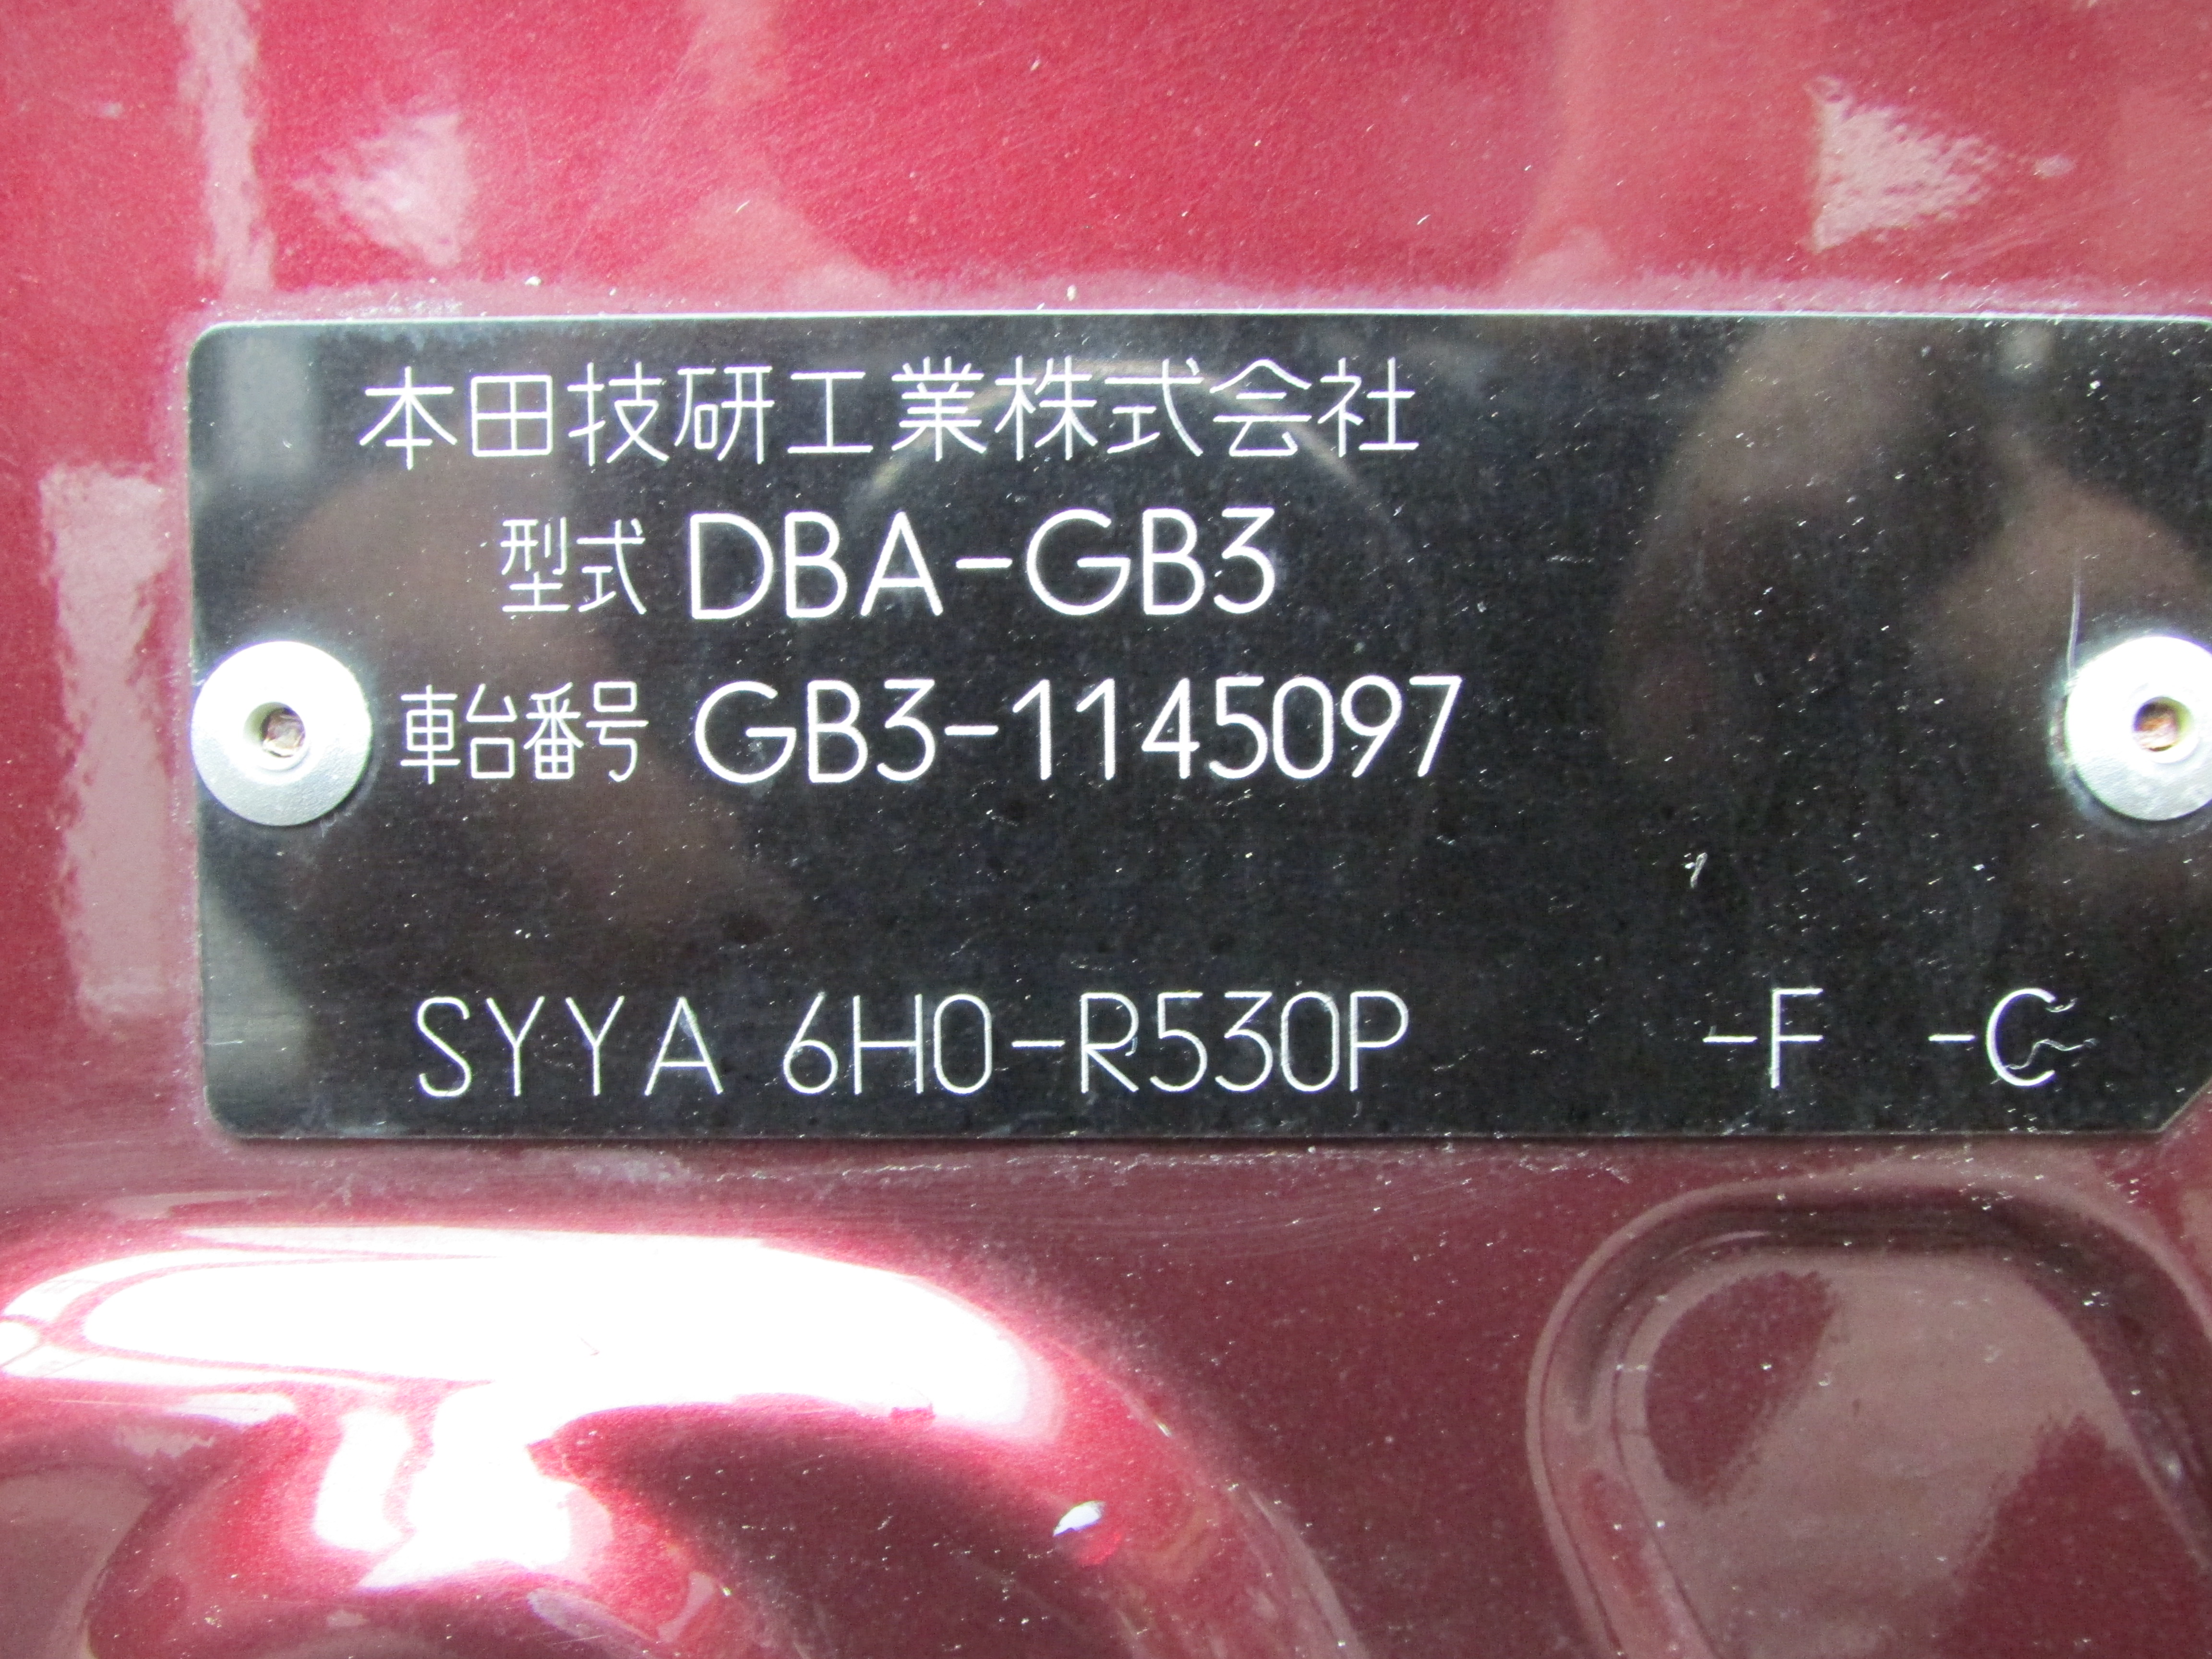 本田技研工業株式会社
型式 DBA-GB3
車台番号 GB3-1145097
SYYA 6H0-R530P -F -C